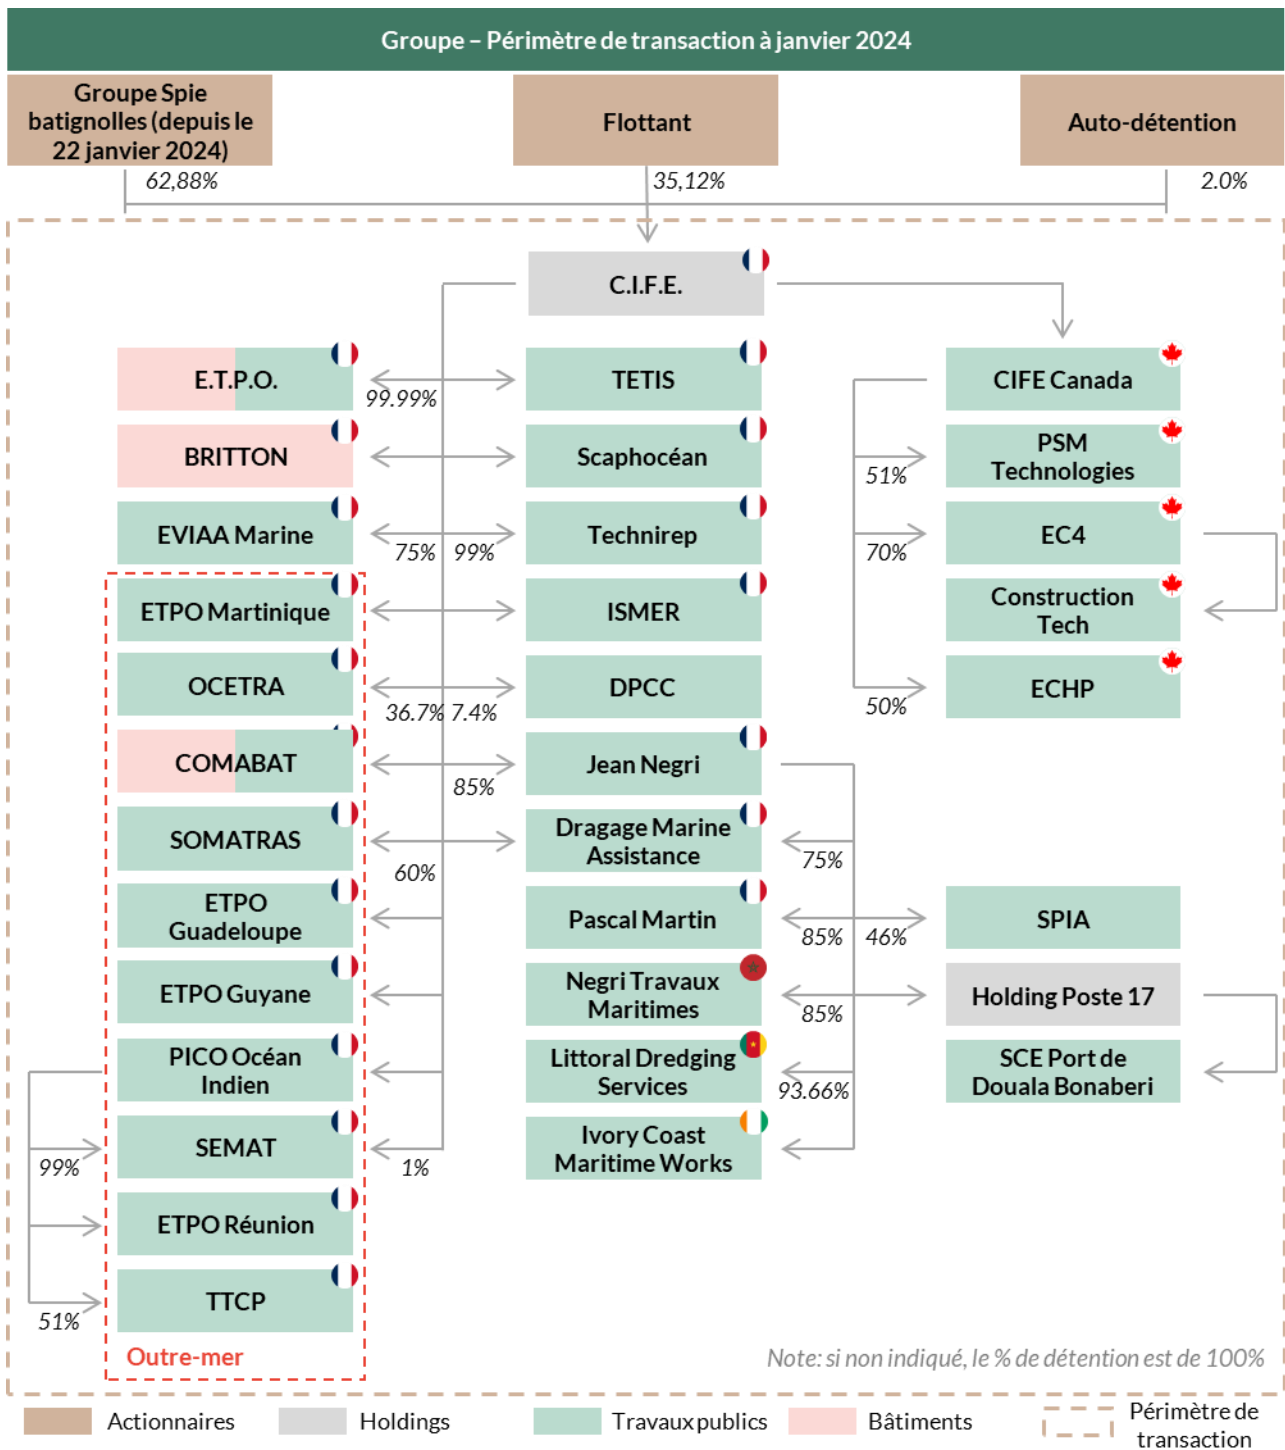 Groupe – Périmètre de transaction à janvier 2024
Groupe Spie
batignolles (depuis le
22 janvier 2024)
Flottant
Auto-détention
62,88%
35,12%
2.0%
C.I.F.E.
E.T.P.O.
TETIS
CIFE Canada
99.99%
BRITTON
Scaphocéan
PSM
Technologies
51%
EVIAA Marine
Technirep
EC4
75%
99%
70%
ETPO Martinique
ISMER
Construction
Tech
OCETRA
DPCC
ECHP
36.7%
7.4%
50%
COMABAT
Jean Negri
85%
SOMATRAS
Dragage Marine
Assistance
75%
60%
ETPO
Guadeloupe
Pascal Martin
SPIA
85%
46%
ETPO Guyane
Negri Travaux
Maritimes
Holding Poste 17
85%
PICO Océan
Indien
Littoral Dredging
Services
SCE Port de
Douala Bonaberi
93.66%
SEMAT
Ivory Coast
Maritime Works
99%
1%
ETPO Réunion
TTCP
51%
Outre-mer
Note: si non indiqué, le % de détention est de 100%
Actionnaires
Holdings
Travaux publics
Bâtiments
Périmètre de
transaction